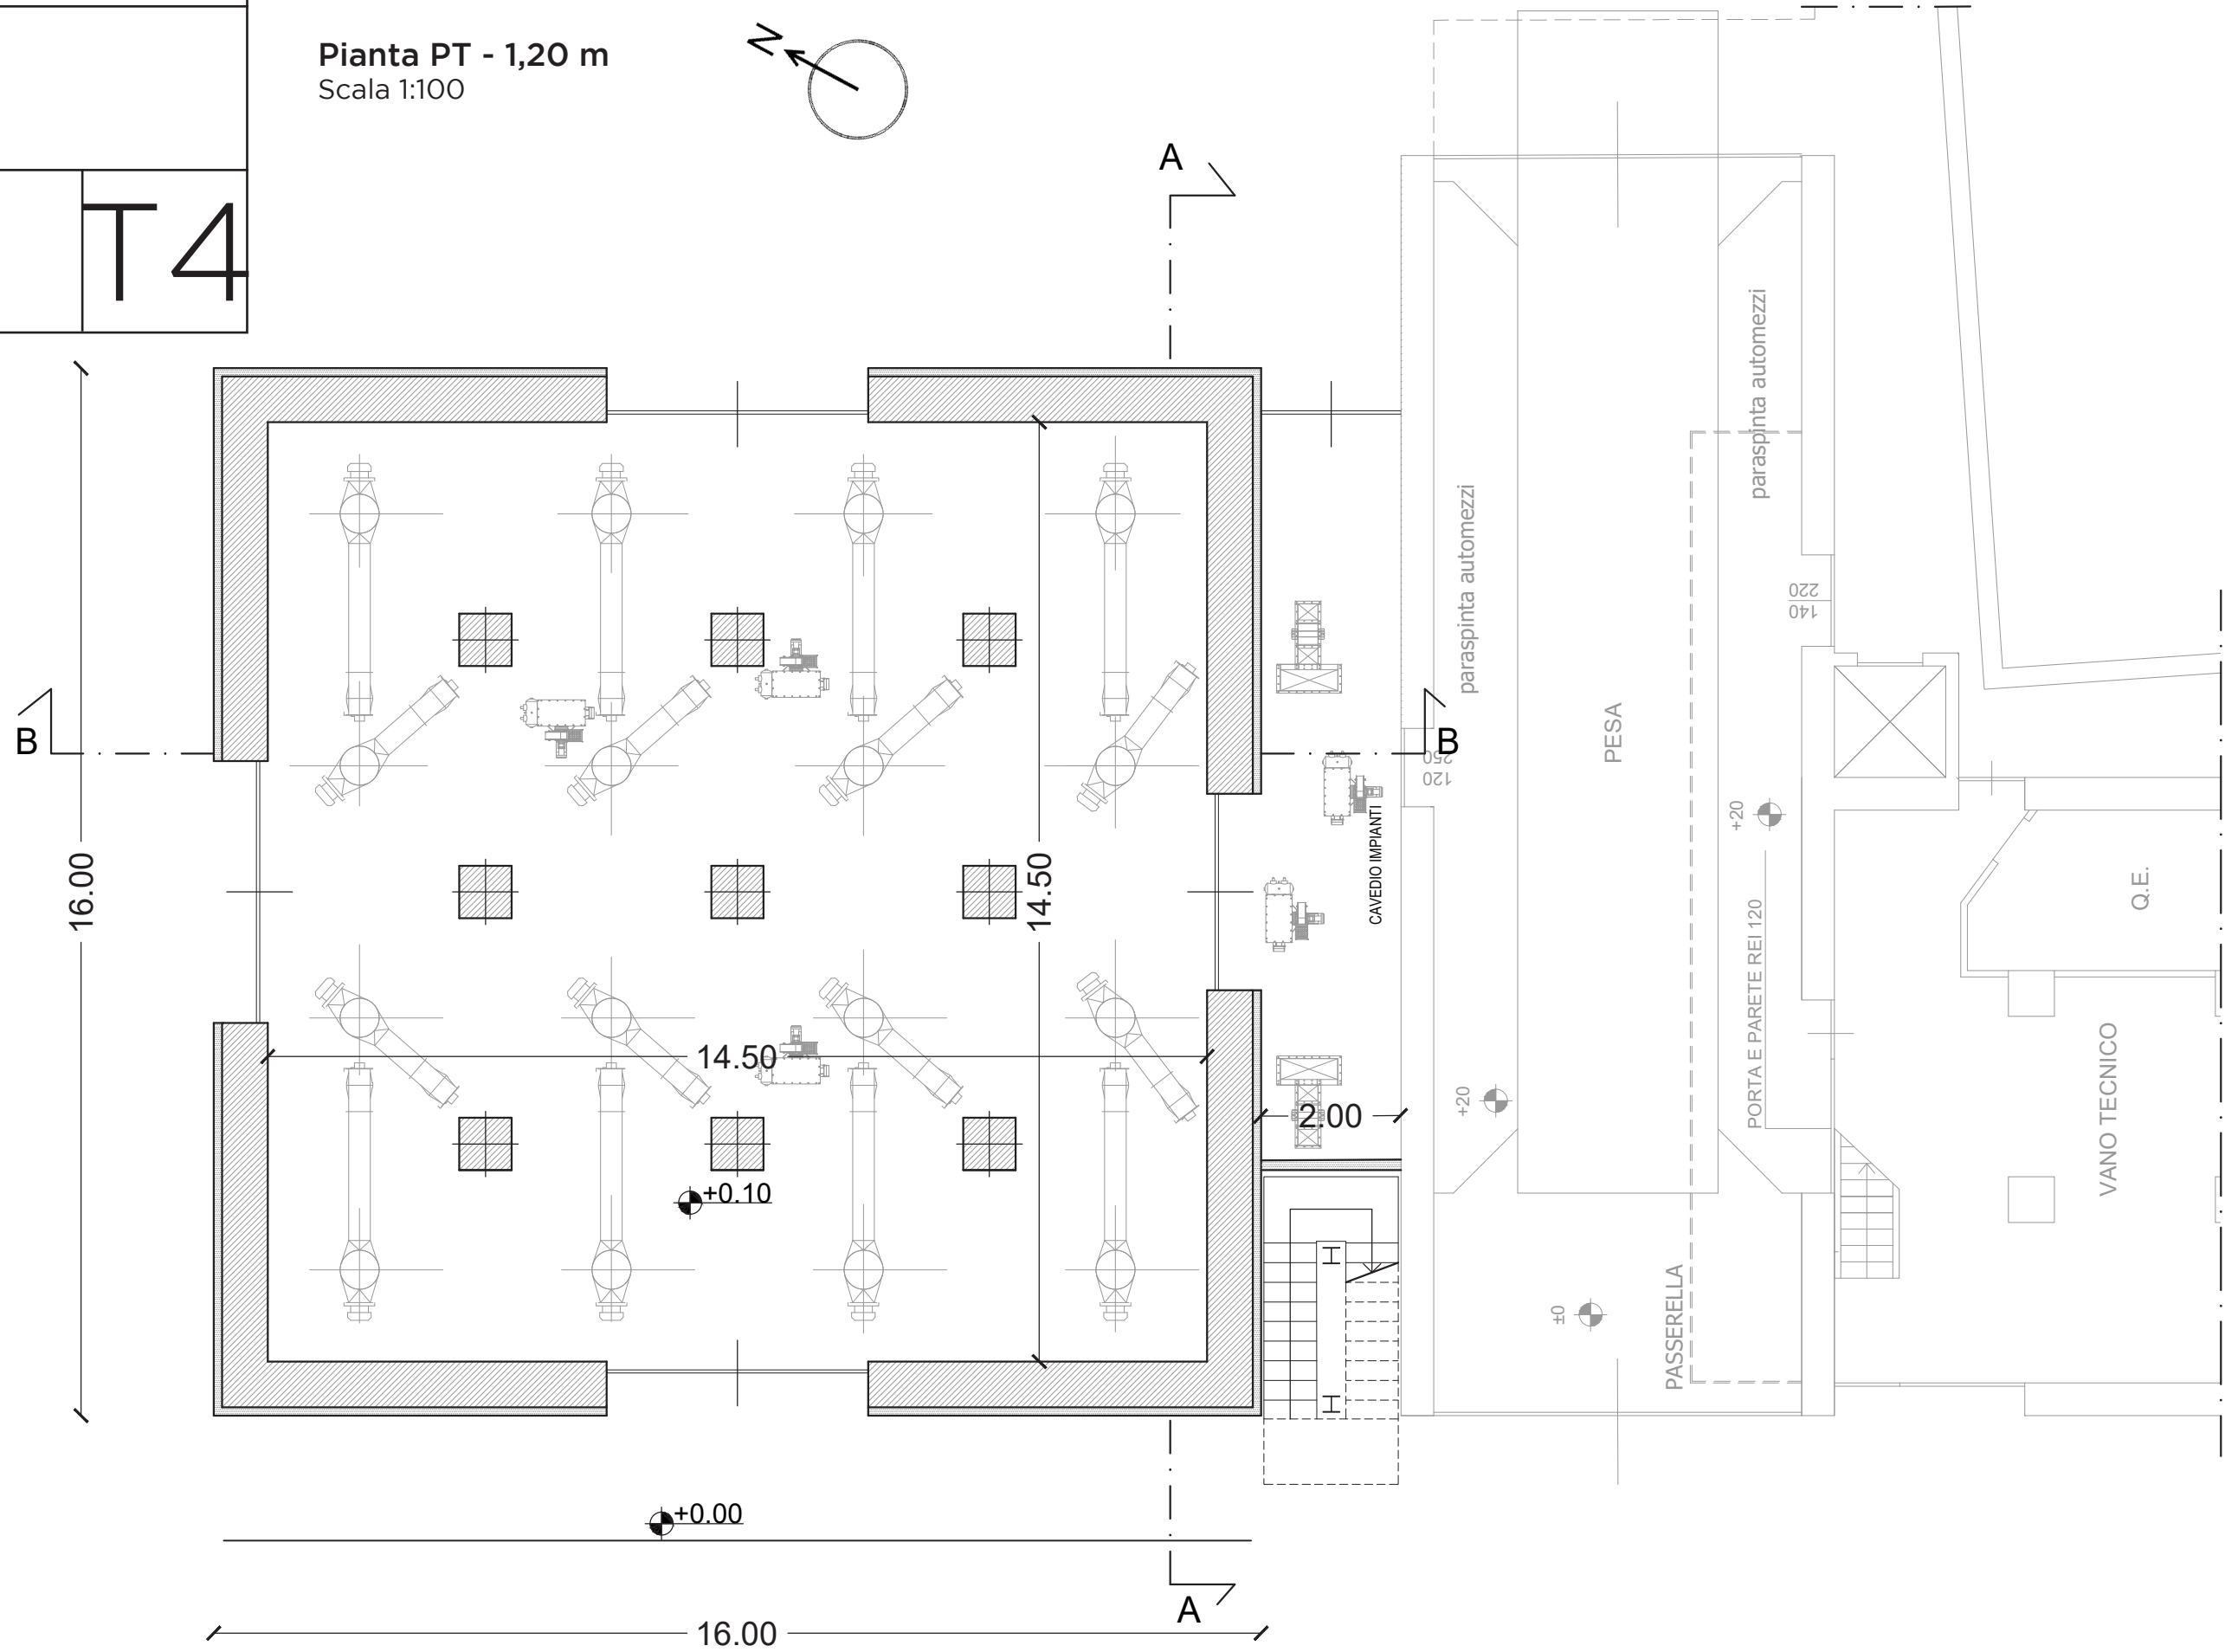 Pianta PT - 1,20 m
Scala 1:100
N
T4
A
paraspinta automezzi
paraspinta automezzi
220
140
B
B
250
120
PESA
CAVEDIO IMPIANTI
+20
16.00
14.50
Q.E.
PORTA E PARETE REI 120
14.50
2.00
+20
VANO TECNICO
+0.10
±0
PASSERELLA
+0.00
A
16.00